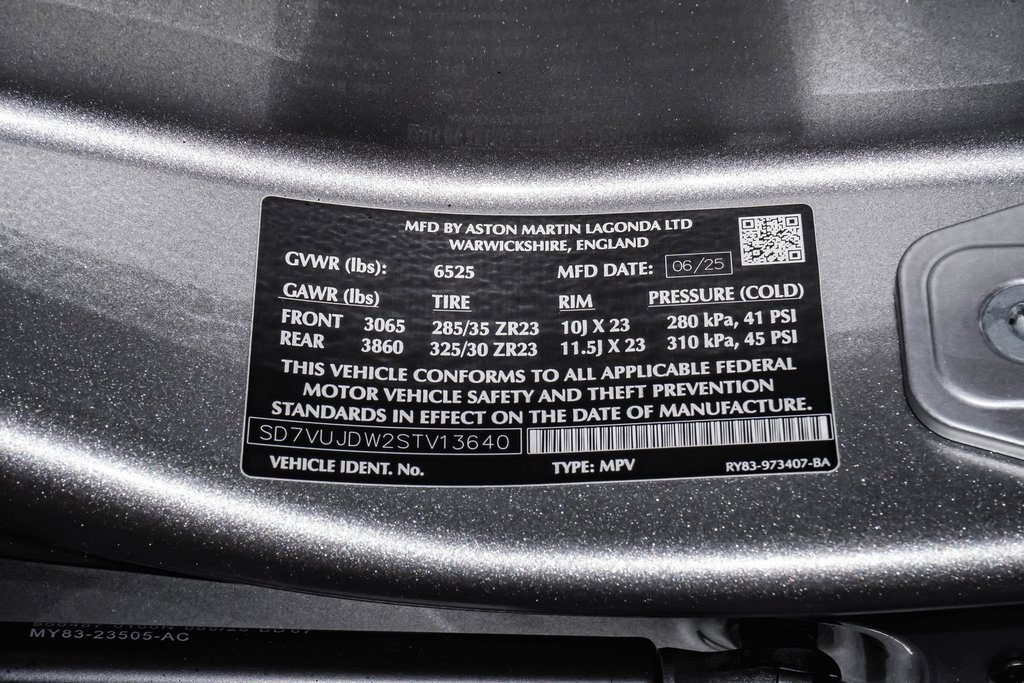 MFD BY ASTON MARTIN LAGONDA LTD
WARWICKSHIRE, ENGLAND
GVWR (lbs): 6525 MFD DATE: 06/25
GAWR (lbs) TIRE RIM PRESSURE (COLD)
FRONT 3065 285/35 ZR23 10J X 23 280 kPa, 41 PSI
REAR 3860 325/30 ZR23 11.5J X 23 310 kPa, 45 PSI
THIS VEHICLE CONFORMS TO ALL APPLICABLE FEDERAL
MOTOR VEHICLE SAFETY AND THEFT PREVENTION
STANDARDS IN EFFECT ON THE DATE OF MANUFACTURE.
SD7VUJDW2STV13640
VEHICLE IDENT. No. TYPE: MPV RY83-973407-BA
MY83-23505-AC